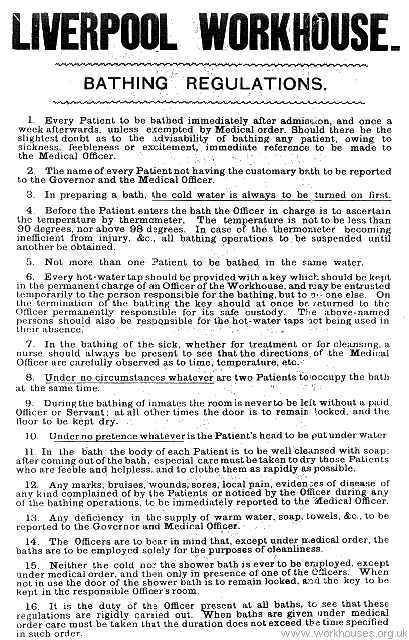 LIVERPOOL WORKHOUSE.
BATHING REGULATIONS.
1. Every Patient to be bathed immediately after admission, and once a
week afterwards, unless exempted by Medical order. Should there be the
slightest doubt as to the advisability of bathing any patient, owing to
sickness, feebleness or excitement, immediate reference to be made to
the Medical Officer.
2. The name of every Patient not having the customary bath to be reported
to the Governor and the Medical Officer.
3. In preparing a bath, the cold water is always to be turned on first.
4. Before the Patient enters the bath the Officer in charge is to ascertain
the temperature by thermometer. The temperature is not to be less than
90 degrees, nor above 98 degrees. In case of the thermometer becoming
inefficient from injury, &c., all bathing operations to be suspended until
another be obtained.
5. Not more than one Patient to be bathed in the same water.
6. Every hot-water tap should be provided with a key which should be kept
in the permanent charge of an Officer of the Workhouse, and may be entrusted
temporarily to the person responsible for the bathing, but to no one else. On
the termination of the bathing the key should at once be returned to the
Officer permanently responsible for its safe custody. The above-named
persons should also be responsible for the hot-water taps not being used in
their absence.
7. In the bathing of the sick, whether for treatment or for cleansing, a
nurse should always be present to see that the directions of the Medical
Officer are carefully observed as to time, temperature, etc.
8. Under no circumstances whatever are two Patients to occupy the bath
at the same time.
9. During the bathing of inmates the room is never to be left without a paid
Officer or Servant; at all other times the door is to remain locked, and the
floor to be kept dry.
10. Under no pretence whatever is the Patient's head to be put under water
11. In the bath the body of each Patient is to be well cleansed with soap;
after coming out of the bath, especial care must be taken to dry those Patients
who are feeble and helpless, and to clothe them as rapidly as possible.
12. Any marks, bruises, wounds, sores, local pain, evidences of disease of
any kind complained of by the Patients or noticed by the Officer during any
of the bathing operations, to be immediately reported to the Medical Officer.
13. Any deficiency in the supply of warm water, soap, towels, &c., to be
reported to the Governor and Medical Officer.
14. The Officers are to bear in mind that, except under medical order, the
baths are to be employed solely for the purposes of cleanliness.
15. Neither the cold nor the shower bath is ever to be employed, except
under medical order, and then only in presence of one of the Officers. When
not in use the door of the shower bath is to remain locked, and the key to be
kept in the responsible Officer's room.
16. It is the duty of the Officer present at all baths, to see that these
regulations are rigidly carried out. When baths are given under medical
order care must be taken that the duration does not exceed the time specified
in such order.
www.workhouses.org.uk